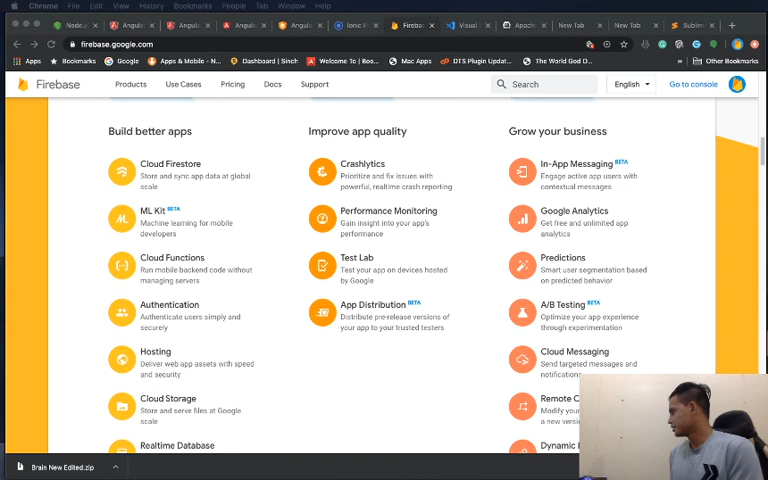 Chrome File Edit View History Bookmarks People Tab Window Help
Node.j Angula Angula Angula Angula Ionic F Fireba Visual Apach New Tab New Tab Sublim
firebase.google.com
Apps Bookmarks Google Apps & Mobile - N... Dashboard | Sinch Welcome To | Bos... Mac Apps DTS Plugin Updat... The World God O... Other Bookmarks
Firebase Products Use Cases Pricing Docs Support Search English Go to console
Build better apps
Cloud Firestore
Store and sync app data at global
scale
ML Kit BETA
Machine learning for mobile
developers
Cloud Functions
Run mobile backend code without
managing servers
Authentication
Authenticate users simply and
securely
Hosting
Deliver web app assets with speed
and security
Cloud Storage
Store and serve files at Google
scale
Realtime Database
Improve app quality
Crashlytics
Prioritize and fix issues with
powerful, realtime crash reporting
Performance Monitoring
Gain insight into your app's
performance
Test Lab
Test your app on devices hosted
by Google
App Distribution BETA
Distribute pre-release versions of
your app to your trusted testers
Grow your business
In-App Messaging BETA
Engage active app users with
contextual messages
Google Analytics
Get free and unlimited app
analytics
Predictions
Smart user segmentation based
on predicted behavior
A/B Testing BETA
Optimize your app experience
through experimentation
Cloud Messaging
Send targeted messages and
notifications
Remote C
Modify your
a new versi
Dynamic L
Brain New Edited.zip